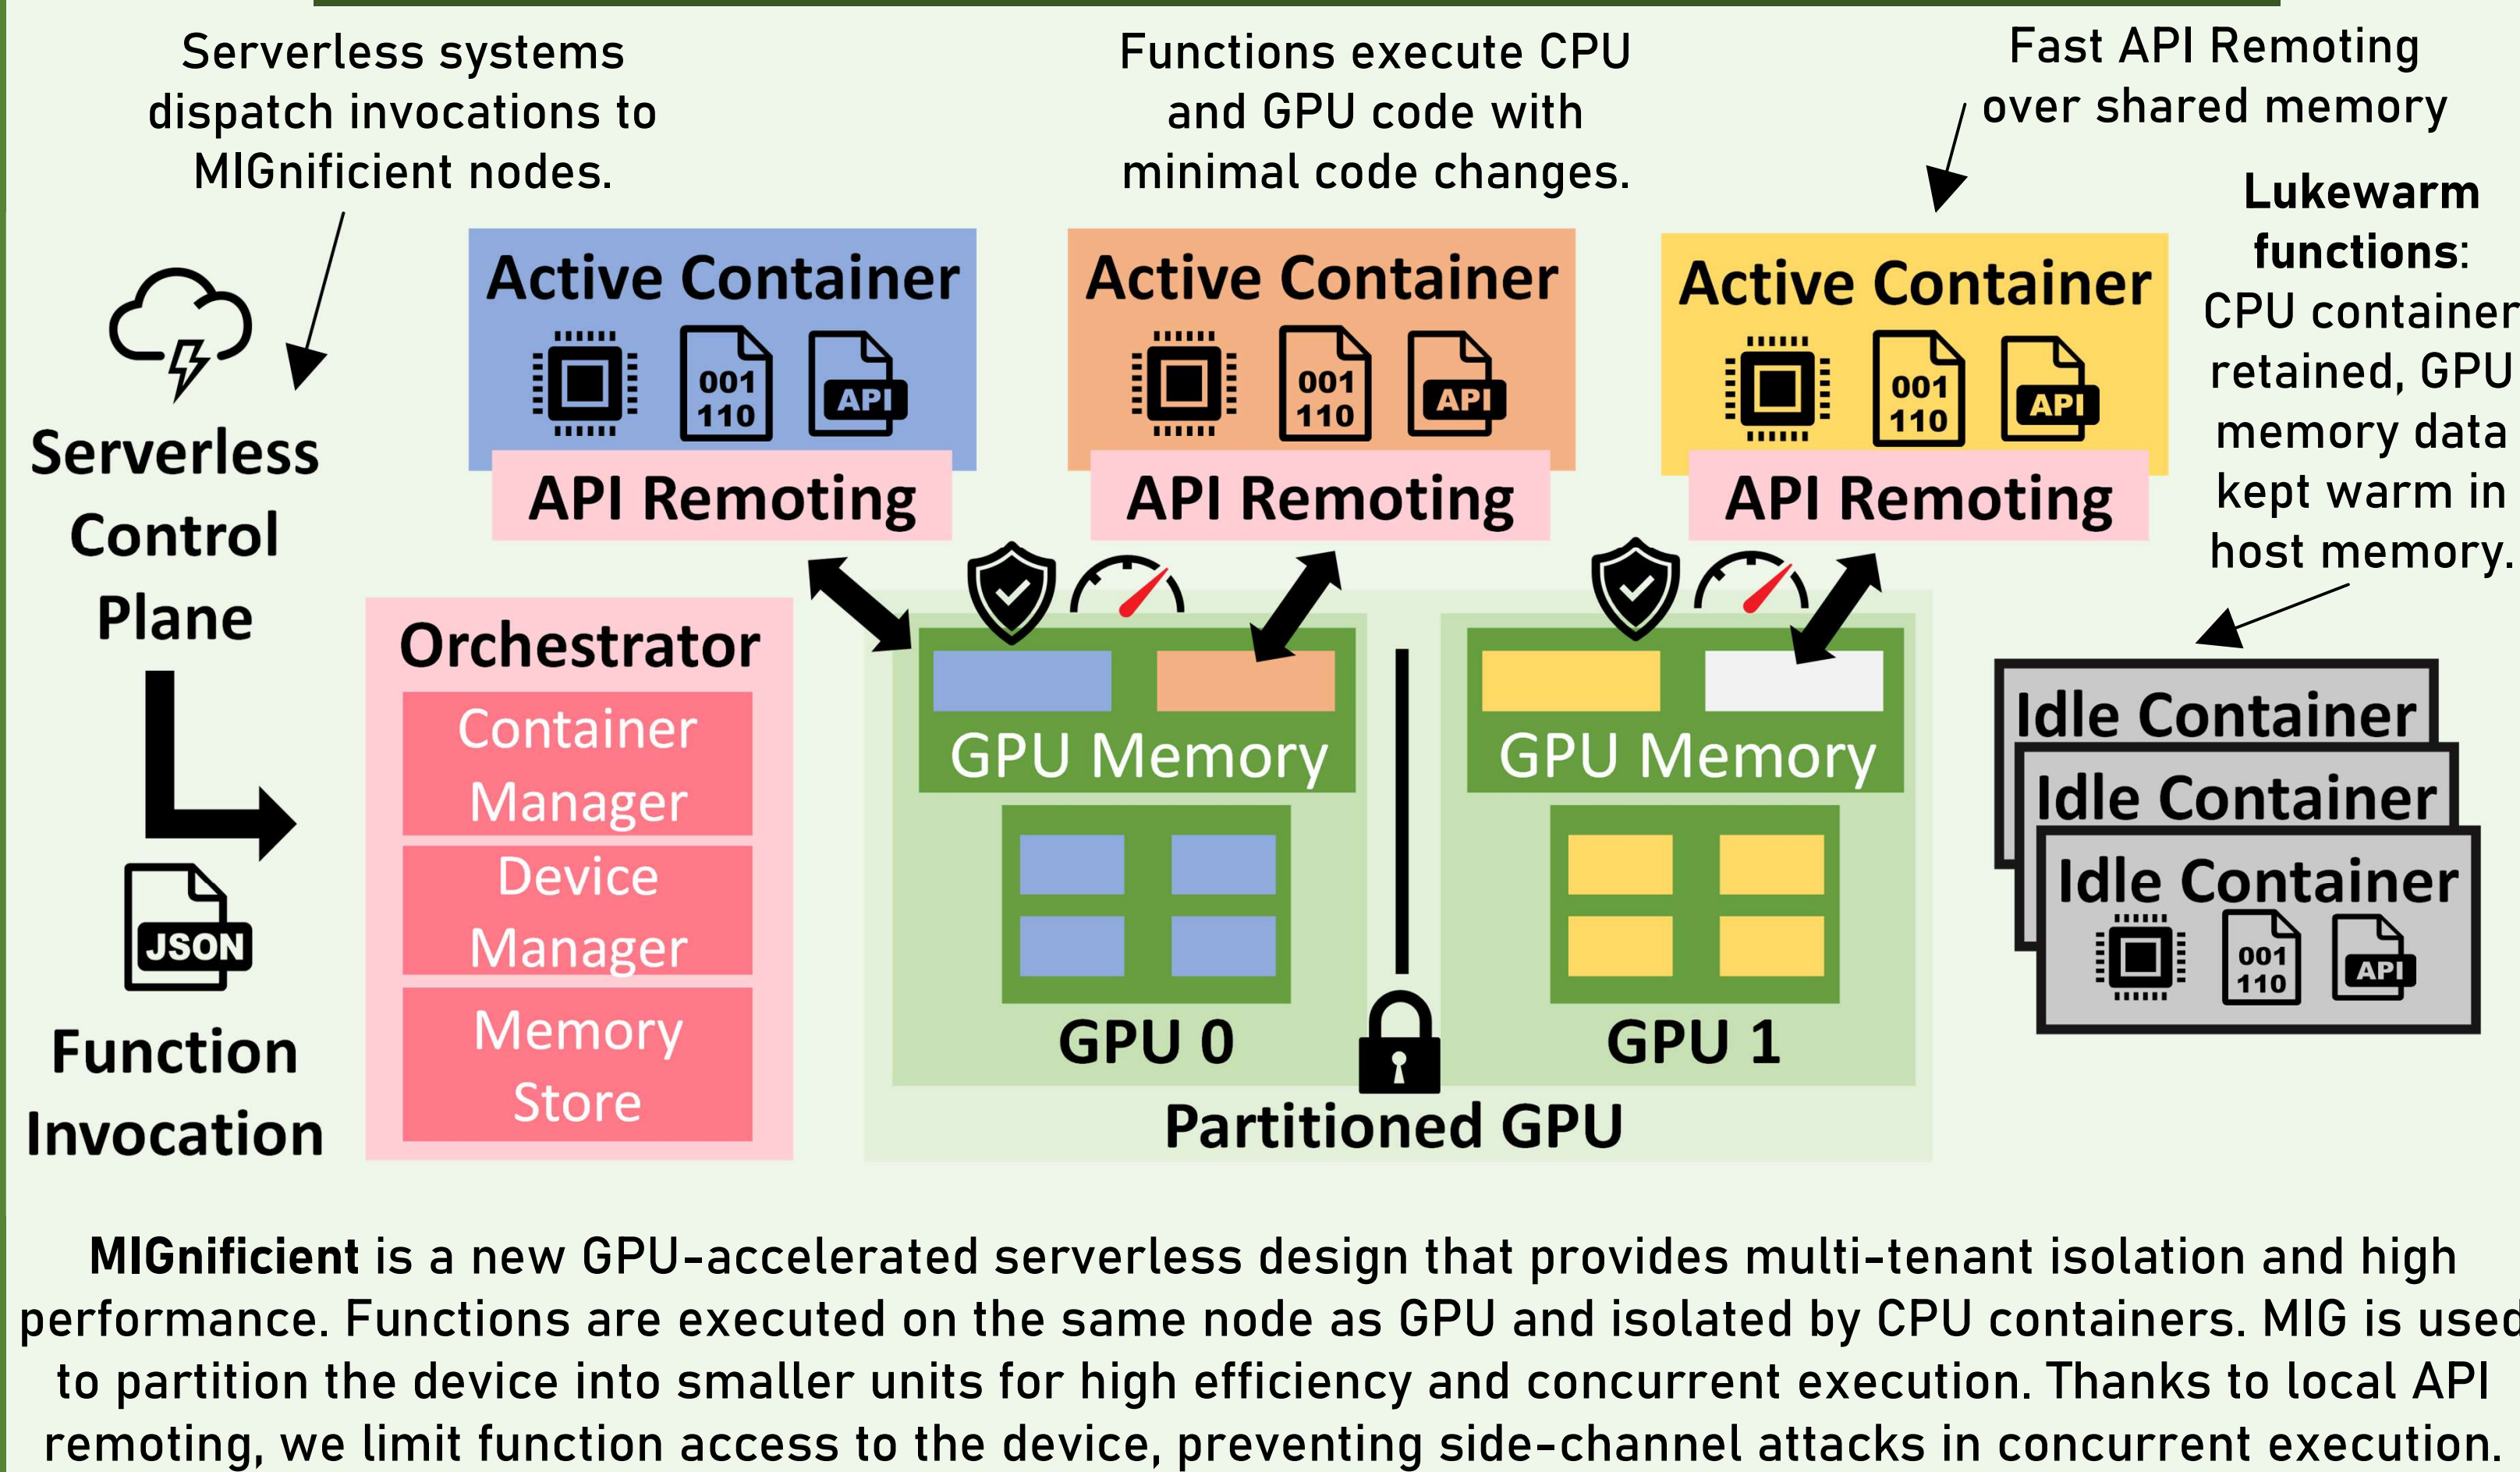 Serverless systems
dispatch invocations to
MIGnificient nodes.
Functions execute CPU
and GPU code with
minimal code changes.
Fast API Remoting
over shared memory
Lukewarm
functions:
CPU container
retained, GPU
memory data
kept warm in
host memory.
Serverless
Control
Plane
JSON
Function
Invocation
Active Container
001
110
API
API Remoting
Active Container
001
110
API
API Remoting
Active Container
001
110
API
API Remoting
Orchestrator
Container
Manager
Device
Manager
Memory
Store
GPU Memory
GPU 0
GPU Memory
GPU 1
Partitioned GPU
Idle Container
Idle Container
Idle Container
001
110
API
MIGnificient is a new GPU-accelerated serverless design that provides multi-tenant isolation and high
performance. Functions are executed on the same node as GPU and isolated by CPU containers. MIG is used
to partition the device into smaller units for high efficiency and concurrent execution. Thanks to local API
remoting, we limit function access to the device, preventing side-channel attacks in concurrent execution.